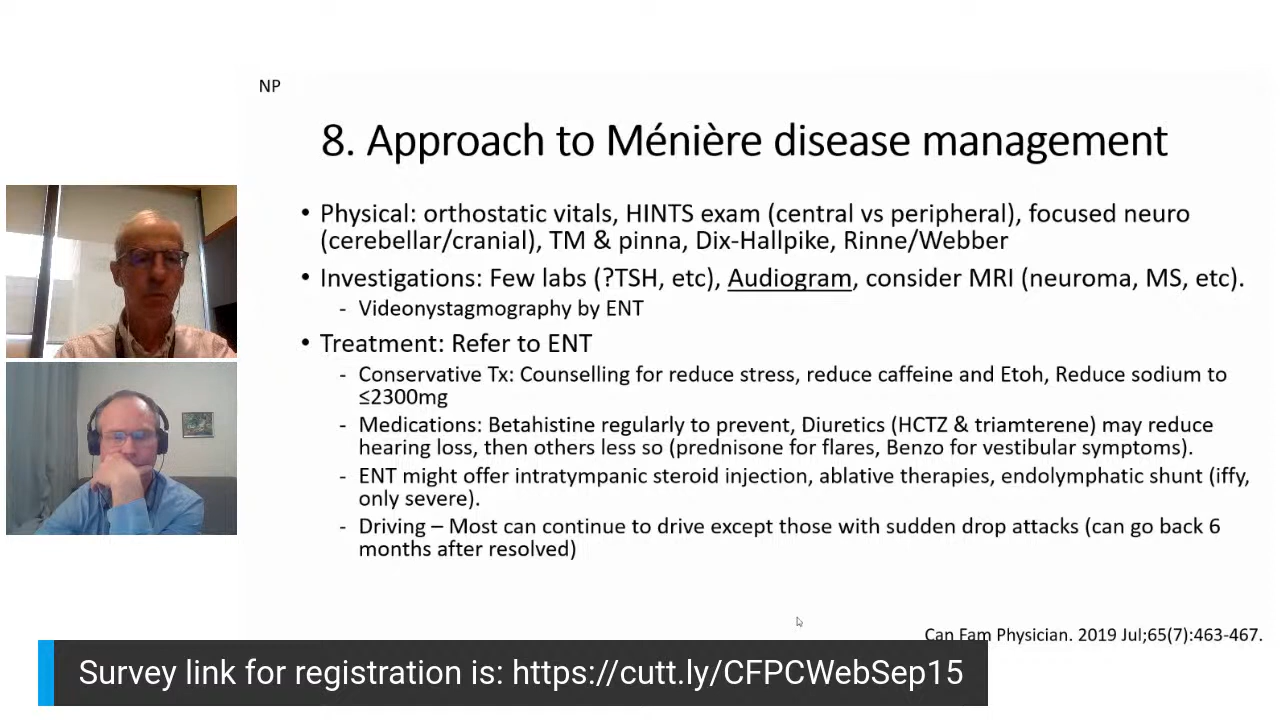 NP
8. Approach to Ménière disease management
• Physical: orthostatic vitals, HINTS exam (central vs peripheral), focused neuro
(cerebellar/cranial), TM & pinna, Dix-Hallpike, Rinne/Webber
• Investigations: Few labs (?TSH, etc), Audiogram, consider MRI (neuroma, MS, etc).
- Videonystagmography by ENT
• Treatment: Refer to ENT
- Conservative Tx: Counselling for reduce stress, reduce caffeine and Etoh, Reduce sodium to
≤2300mg
- Medications: Betahistine regularly to prevent, Diuretics (HCTZ & triamterene) may reduce
hearing loss, then others less so (prednisone for flares, Benzo for vestibular symptoms).
- ENT might offer intratympanic steroid injection, ablative therapies, endolymphatic shunt (iffy,
only severe).
- Driving – Most can continue to drive except those with sudden drop attacks (can go back 6
months after resolved)
Can Fam Physician. 2019 Jul;65(7):463-467.
Survey link for registration is: https://cutt.ly/CFPCWebSep15